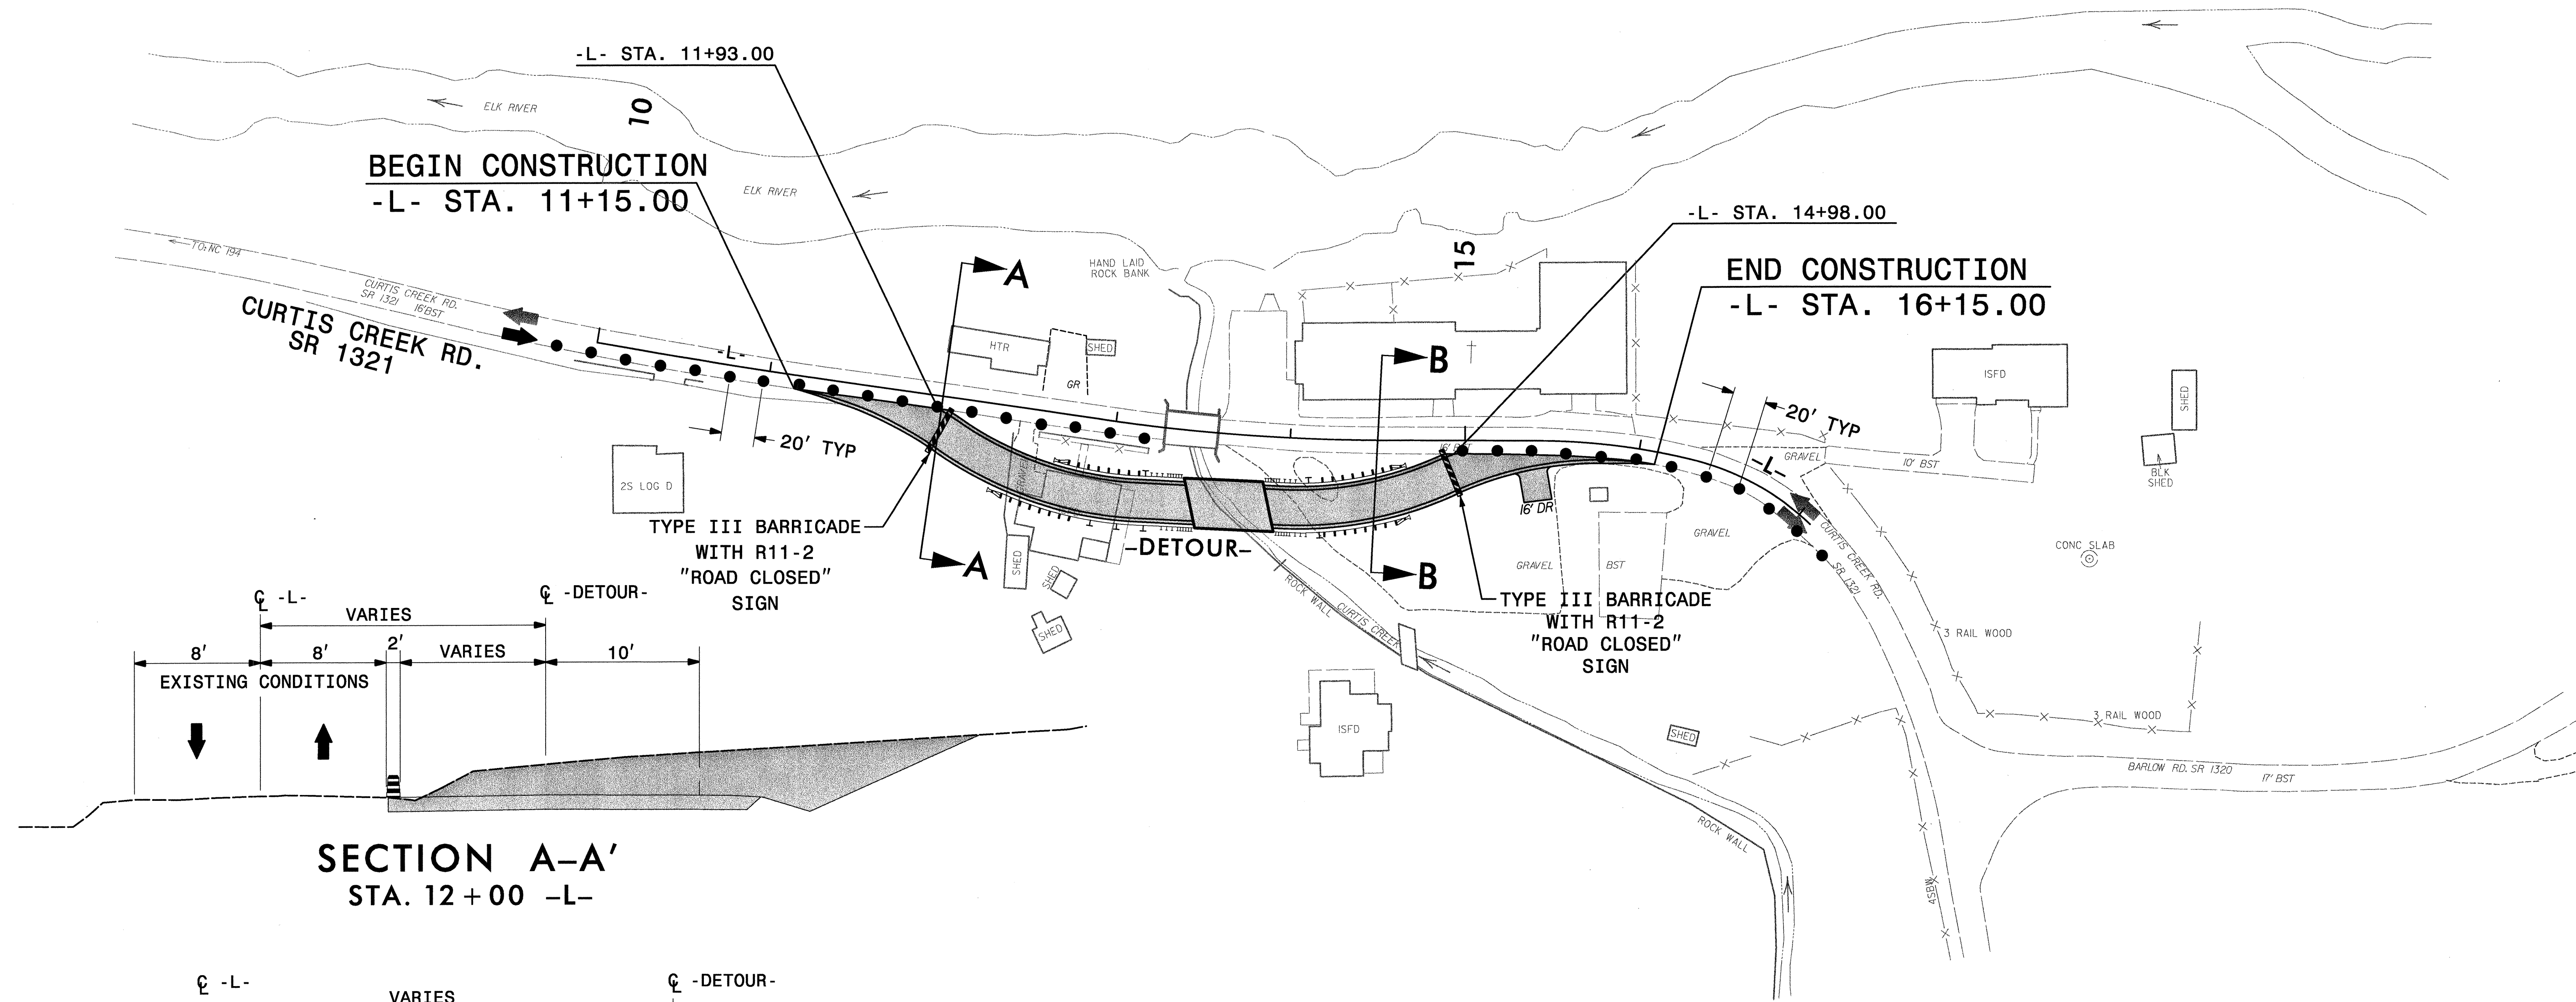 -L- STA. 11+93.00
10
ELK RIVER
BEGIN CONSTRUCTION
-L- STA. 11+15.00
ELK RIVER
TO: NC 194
CURTIS CREEK RD.
SR 1321 16'BST
CURTIS CREEK RD.
SR 1321
-L-
20' TYP
A
HAND LAID
ROCK BANK
HTR
SHED
GR
-L- STA. 14+98.00
15
END CONSTRUCTION
-L- STA. 16+15.00
B
ISFD
SHED
20' TYP
-L-
GRAVEL
10' BST
BLK
SHED
2S LOG D
TYPE III BARRICADE
WITH R11-2
"ROAD CLOSED"
SIGN
A
SHED
SHED
SHED
-DETOUR-
16' BST
16' DR
B
GRAVEL
BST
GRAVEL
CURTIS CREEK RD.
SR 1321
CONC SLAB
ROCK WALL
CURTIS CREEK
TYPE III BARRICADE
WITH R11-2
"ROAD CLOSED"
SIGN
3 RAIL WOOD
3 RAIL WOOD
ISFD
SHED
BARLOW RD. SR 1320 17' BST
ROCK WALL
4SBW
℄ -L-
℄ -DETOUR-
VARIES
8'
8'
2'
VARIES
10'
EXISTING CONDITIONS
SECTION A-A'
STA. 12+00 -L-
℄ -L-
℄ -DETOUR-
VARIES